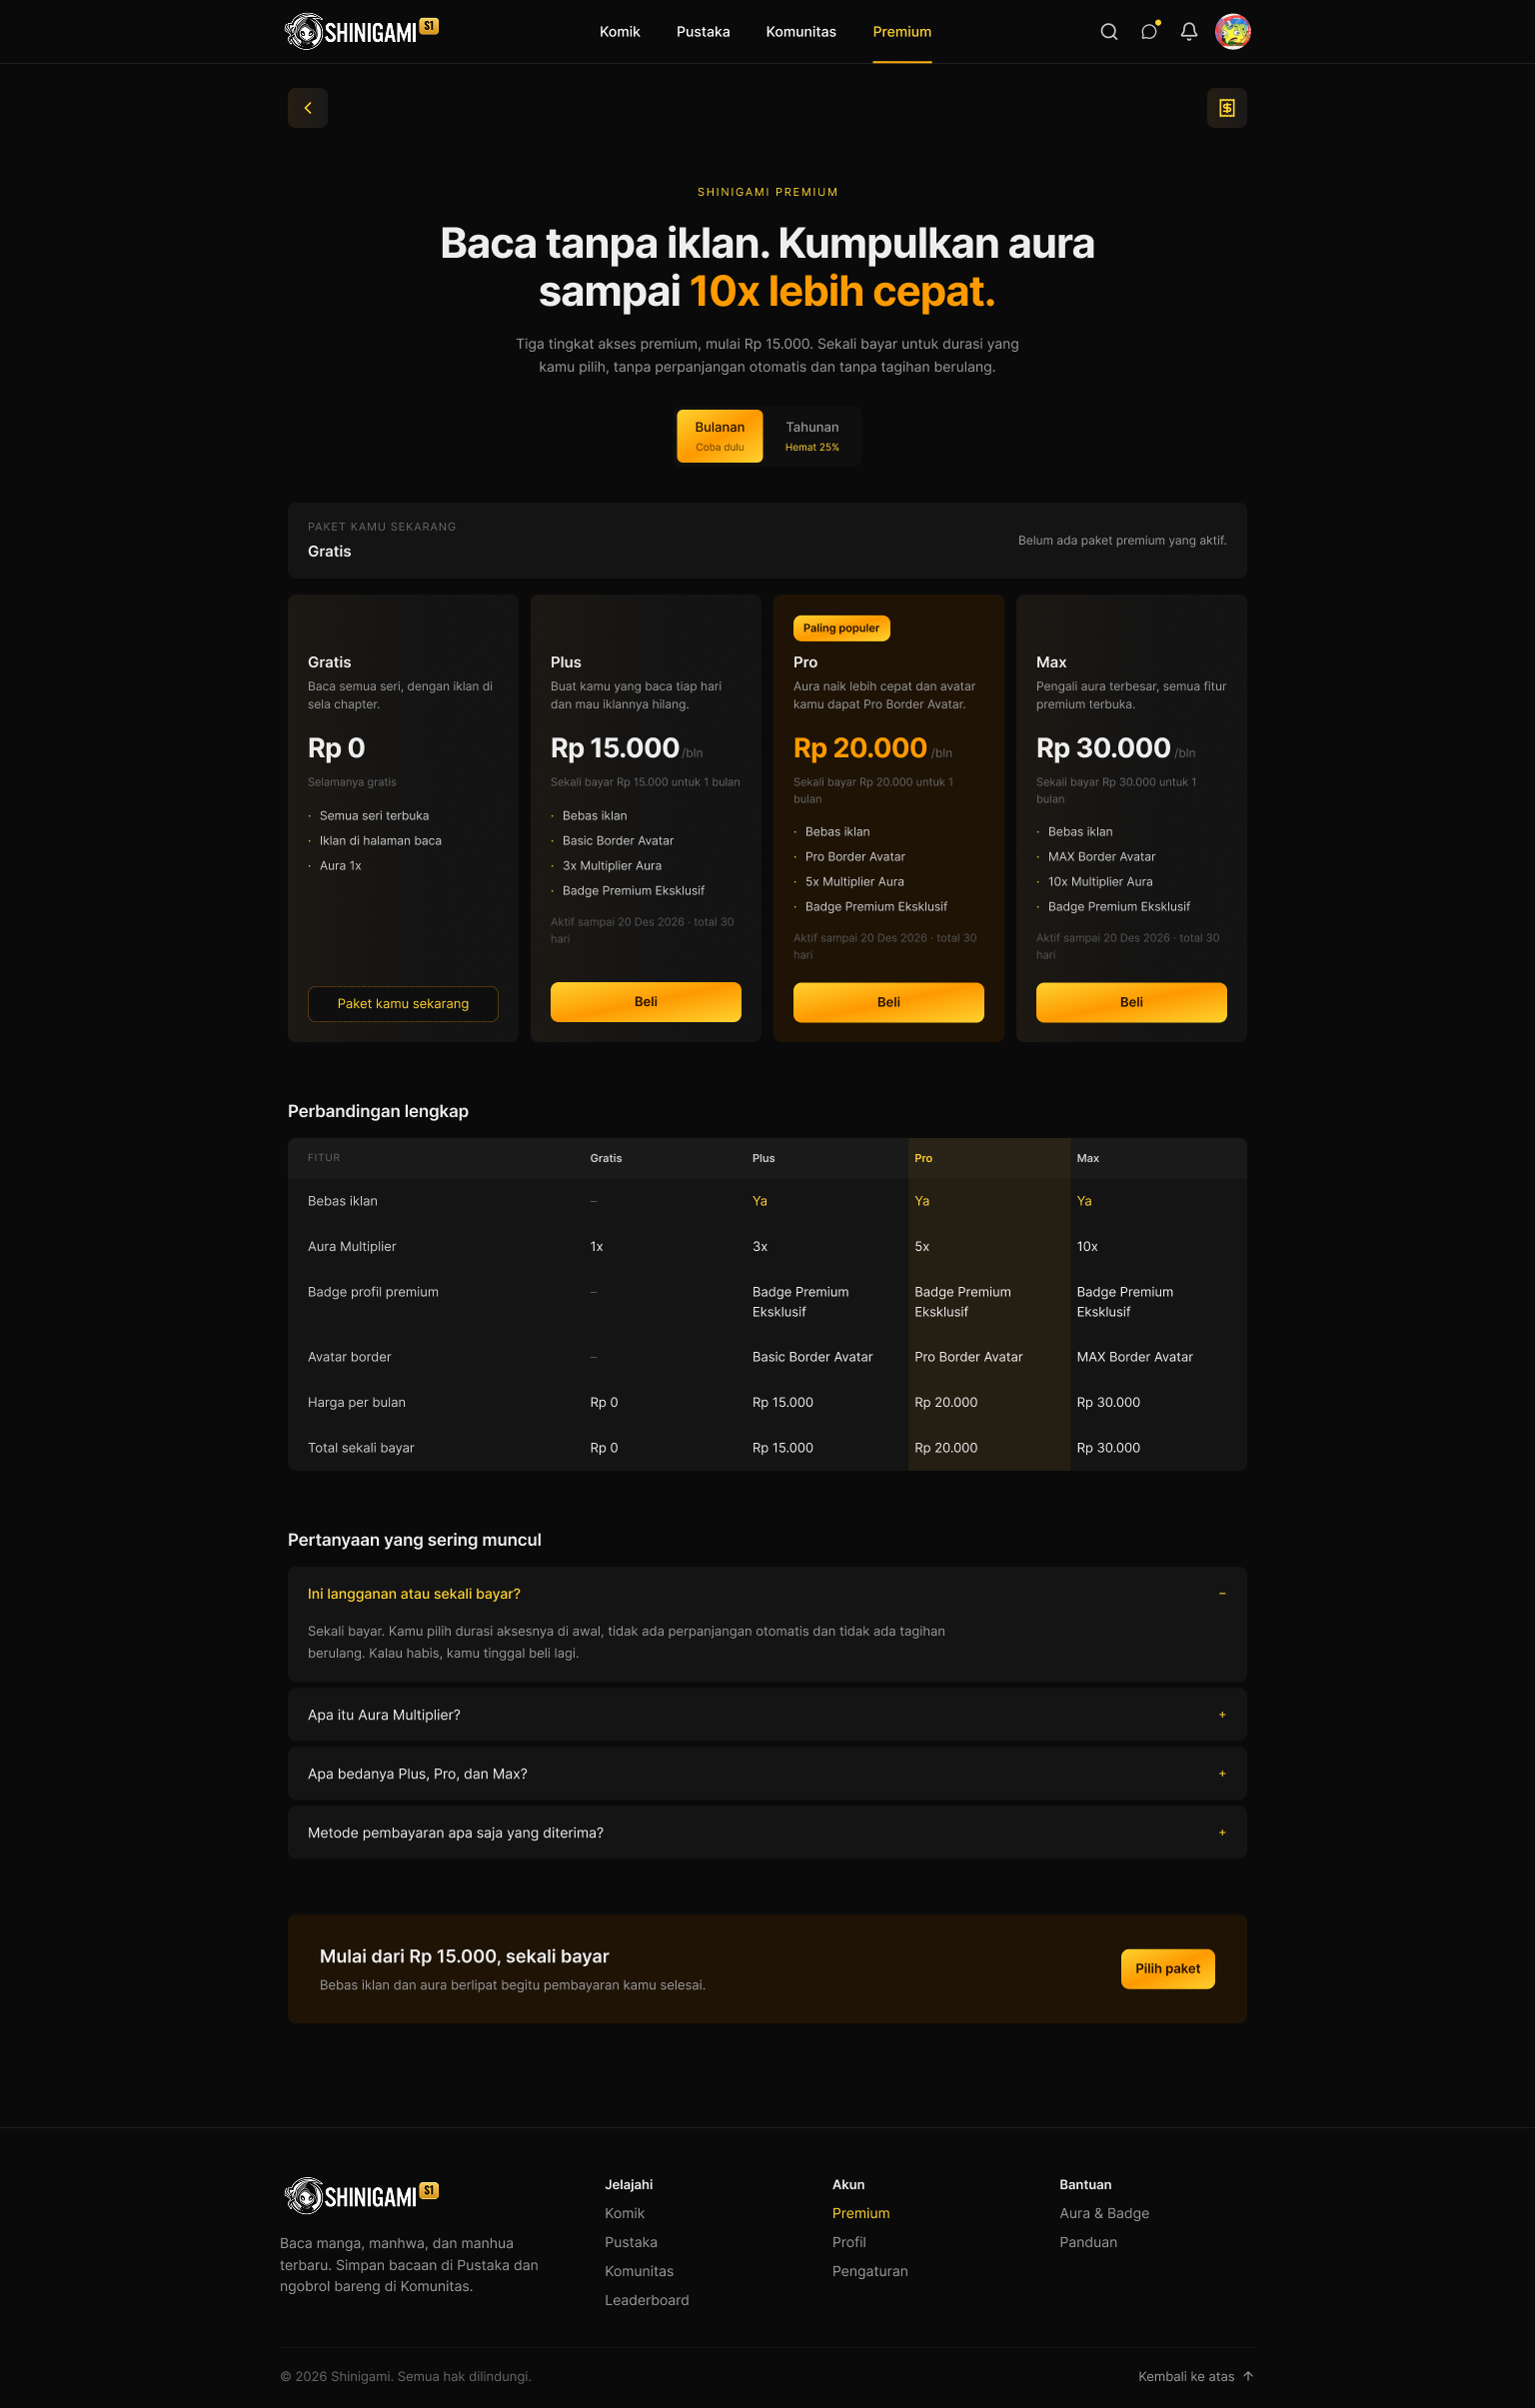 SHINIGAMI S1
Komik
Pustaka
Komunitas
Premium
SHINIGAMI PREMIUM
Baca tanpa iklan. Kumpulkan aura
sampai 10x lebih cepat.
Tiga tingkat akses premium, mulai Rp 15.000. Sekali bayar untuk durasi yang
kamu pilih, tanpa perpanjangan otomatis dan tanpa tagihan berulang.
Bulanan
Coba dulu
Tahunan
Hemat 25%
PAKET KAMU SEKARANG
Gratis
Belum ada paket premium yang aktif.
Gratis
Baca semua seri, dengan iklan di
sela chapter.
Rp 0
Selamanya gratis
· Semua seri terbuka
· Iklan di halaman baca
· Aura 1x
Paket kamu sekarang
Plus
Buat kamu yang baca tiap hari
dan mau iklannya hilang.
Rp 15.000 /bln
Sekali bayar Rp 15.000 untuk 1 bulan
· Bebas iklan
· Basic Border Avatar
· 3x Multiplier Aura
· Badge Premium Eksklusif
Aktif sampai 20 Des 2026 · total 30
hari
Beli
Paling populer
Pro
Aura naik lebih cepat dan avatar
kamu dapat Pro Border Avatar.
Rp 20.000 /bln
Sekali bayar Rp 20.000 untuk 1
bulan
· Bebas iklan
· Pro Border Avatar
· 5x Multiplier Aura
· Badge Premium Eksklusif
Aktif sampai 20 Des 2026 · total 30
hari
Beli
Max
Pengali aura terbesar, semua fitur
premium terbuka.
Rp 30.000 /bln
Sekali bayar Rp 30.000 untuk 1
bulan
· Bebas iklan
· MAX Border Avatar
· 10x Multiplier Aura
· Badge Premium Eksklusif
Aktif sampai 20 Des 2026 · total 30
hari
Beli
Perbandingan lengkap
FITUR Gratis Plus Pro Max
Bebas iklan – Ya Ya Ya
Aura Multiplier 1x 3x 5x 10x
Badge profil premium – Badge Premium Eksklusif Badge Premium Eksklusif Badge Premium Eksklusif
Avatar border – Basic Border Avatar Pro Border Avatar MAX Border Avatar
Harga per bulan Rp 0 Rp 15.000 Rp 20.000 Rp 30.000
Total sekali bayar Rp 0 Rp 15.000 Rp 20.000 Rp 30.000
Pertanyaan yang sering muncul
Ini langganan atau sekali bayar? −
Sekali bayar. Kamu pilih durasi aksesnya di awal, tidak ada perpanjangan otomatis dan tidak ada tagihan
berulang. Kalau habis, kamu tinggal beli lagi.
Apa itu Aura Multiplier? +
Apa bedanya Plus, Pro, dan Max? +
Metode pembayaran apa saja yang diterima? +
Mulai dari Rp 15.000, sekali bayar
Bebas iklan dan aura berlipat begitu pembayaran kamu selesai.
Pilih paket
SHINIGAMI S1
Baca manga, manhwa, dan manhua
terbaru. Simpan bacaan di Pustaka dan
ngobrol bareng di Komunitas.
Jelajahi
Komik
Pustaka
Komunitas
Leaderboard
Akun
Premium
Profil
Pengaturan
Bantuan
Aura & Badge
Panduan
© 2026 Shinigami. Semua hak dilindungi.
Kembali ke atas ↑